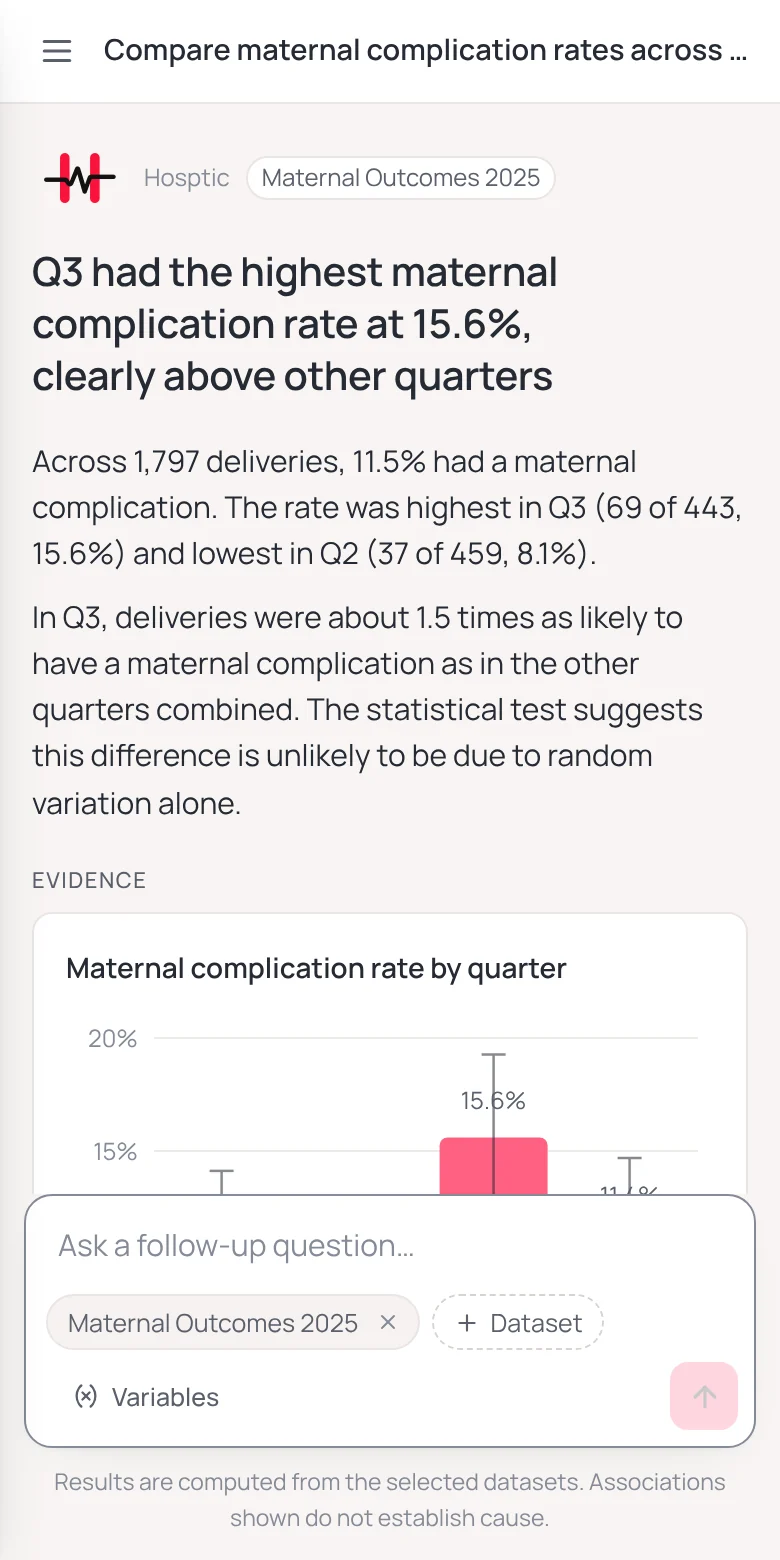 Compare maternal complication rates across ...
Hosptic
Maternal Outcomes 2025
Q3 had the highest maternal
complication rate at 15.6%,
clearly above other quarters
Across 1,797 deliveries, 11.5% had a maternal
complication. The rate was highest in Q3 (69 of 443,
15.6%) and lowest in Q2 (37 of 459, 8.1%).
In Q3, deliveries were about 1.5 times as likely to
have a maternal complication as in the other
quarters combined. The statistical test suggests
this difference is unlikely to be due to random
variation alone.
EVIDENCE
Maternal complication rate by quarter
20%
15.6%
15%
Ask a follow-up question...
Maternal Outcomes 2025 ×
+ Dataset
(x) Variables
Results are computed from the selected datasets. Associations
shown do not establish cause.